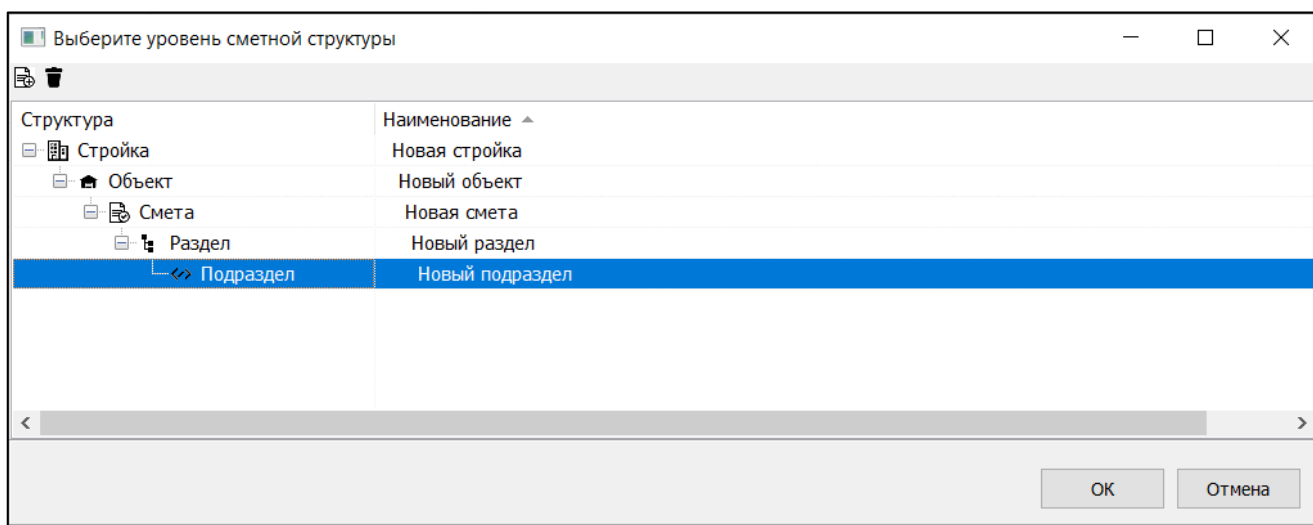 Выберите уровень сметной структуры
Структура Наименование
Стройка Новая стройка
Объект Новый объект
Смета Новая смета
Раздел Новый раздел
Подраздел Новый подраздел
ОК Отмена